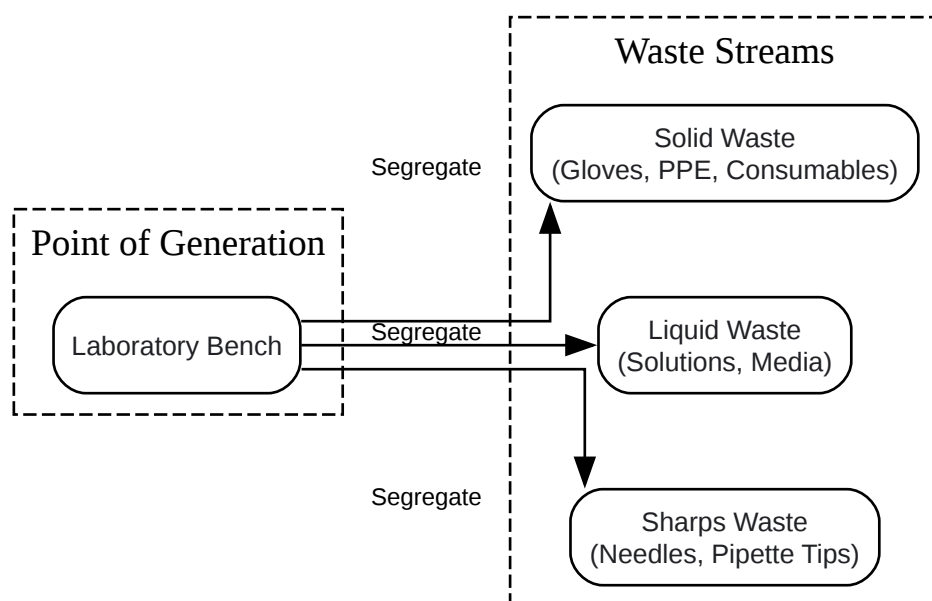 Waste Streams
Solid Waste
(Gloves, PPE, Consumables)
Segregate
Point of Generation
Laboratory Bench
Segregate
Liquid Waste
(Solutions, Media)
Segregate
Sharps Waste
(Needles, Pipette Tips)